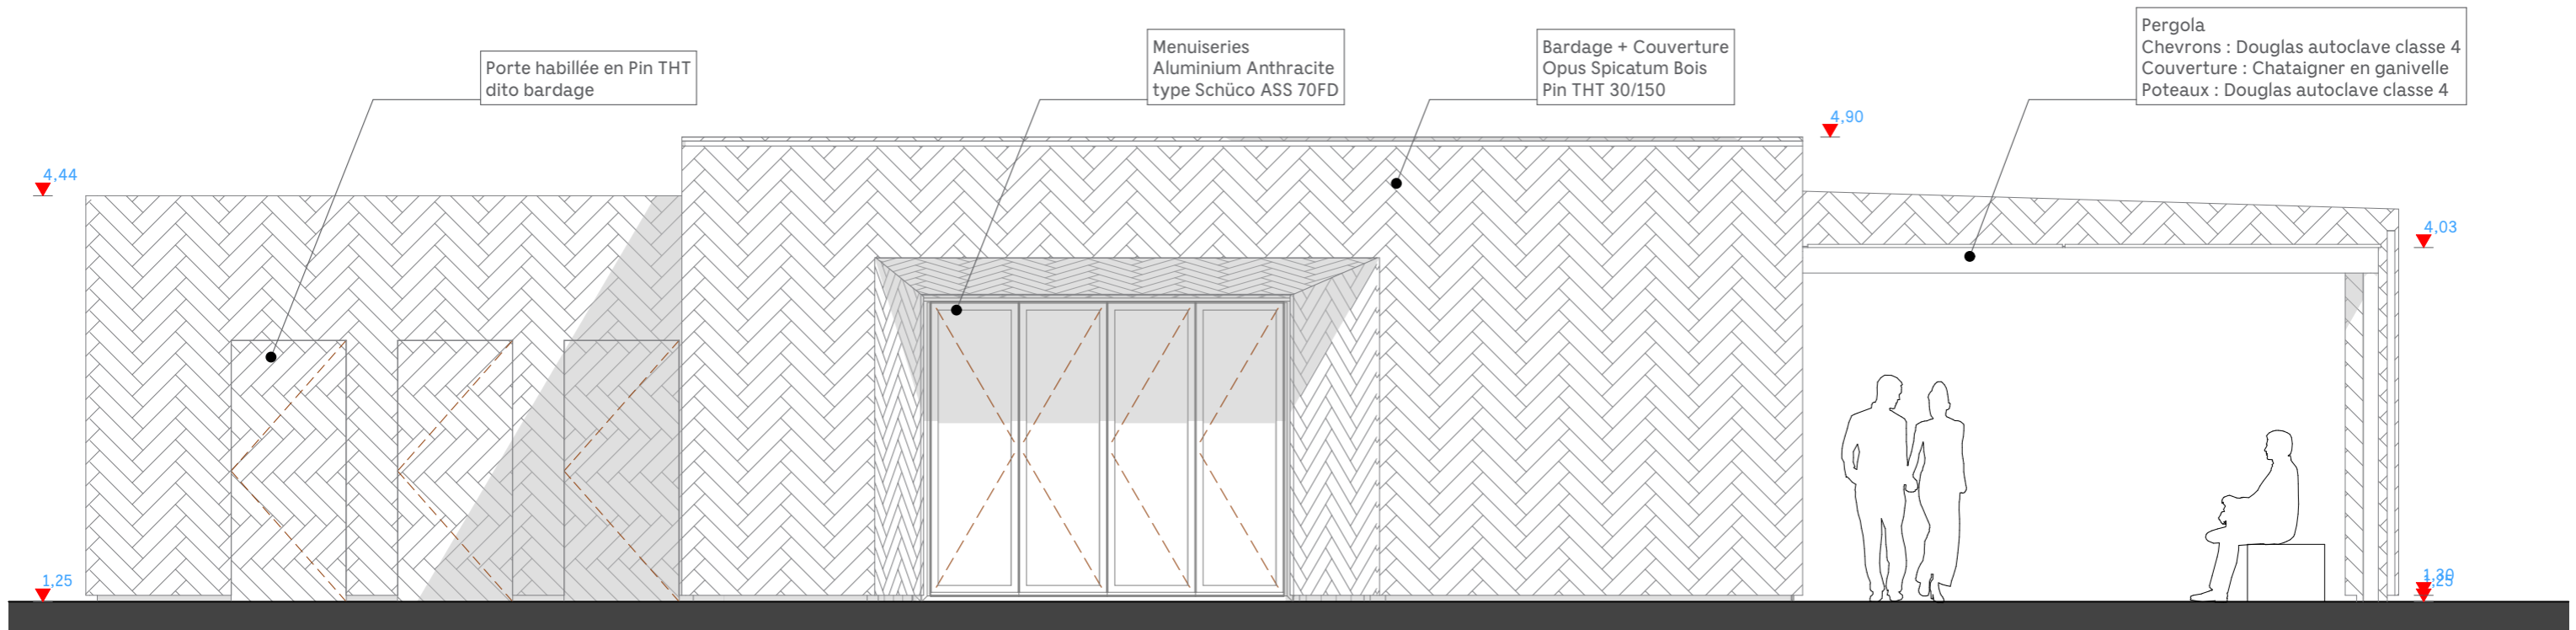 Porte habillée en Pin THT
dito bardage
Menuiseries
Aluminium Anthracite
type Schüco ASS 70FD
Bardage + Couverture
Opus Spicatum Bois
Pin THT 30/150
Pergola
Chevrons : Douglas autoclave classe 4
Couverture : Chataigner en ganivelle
Poteaux : Douglas autoclave classe 4
4,90
4,44
4,03
1,25
1,30
1,25